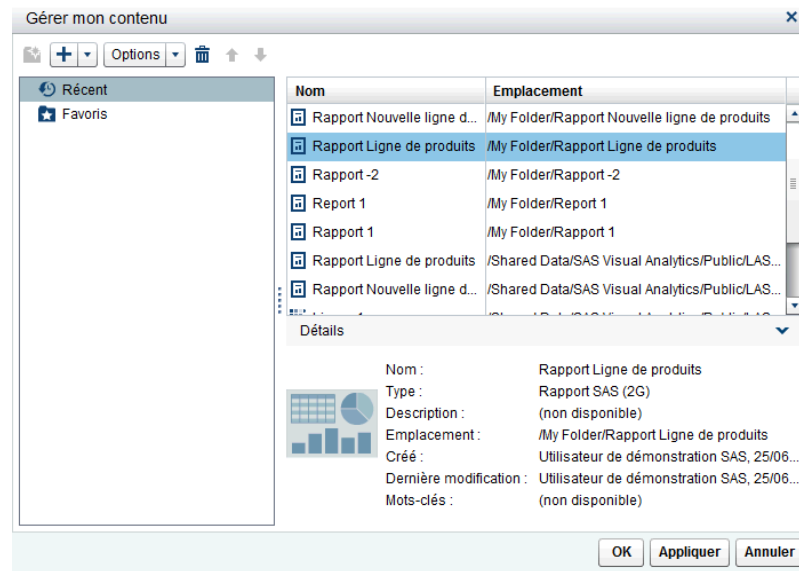 Gérer mon contenu
Options
Récent
Favoris
Nom Emplacement
Rapport Nouvelle ligne d... /My Folder/Rapport Nouvelle ligne de produits
Rapport Ligne de produits /My Folder/Rapport Ligne de produits
Rapport -2 /My Folder/Rapport -2
Report 1 /My Folder/Report 1
Rapport 1 /My Folder/Rapport 1
Rapport Ligne de produits /Shared Data/SAS Visual Analytics/Public/LAS...
Rapport Nouvelle ligne d... /Shared Data/SAS Visual Analytics/Public/LAS...
Détails
Nom : Rapport Ligne de produits
Type : Rapport SAS (2G)
Description : (non disponible)
Emplacement : /My Folder/Rapport Ligne de produits
Créé : Utilisateur de démonstration SAS, 25/06...
Dernière modification : Utilisateur de démonstration SAS, 25/06...
Mots-clés : (non disponible)
OK Appliquer Annuler